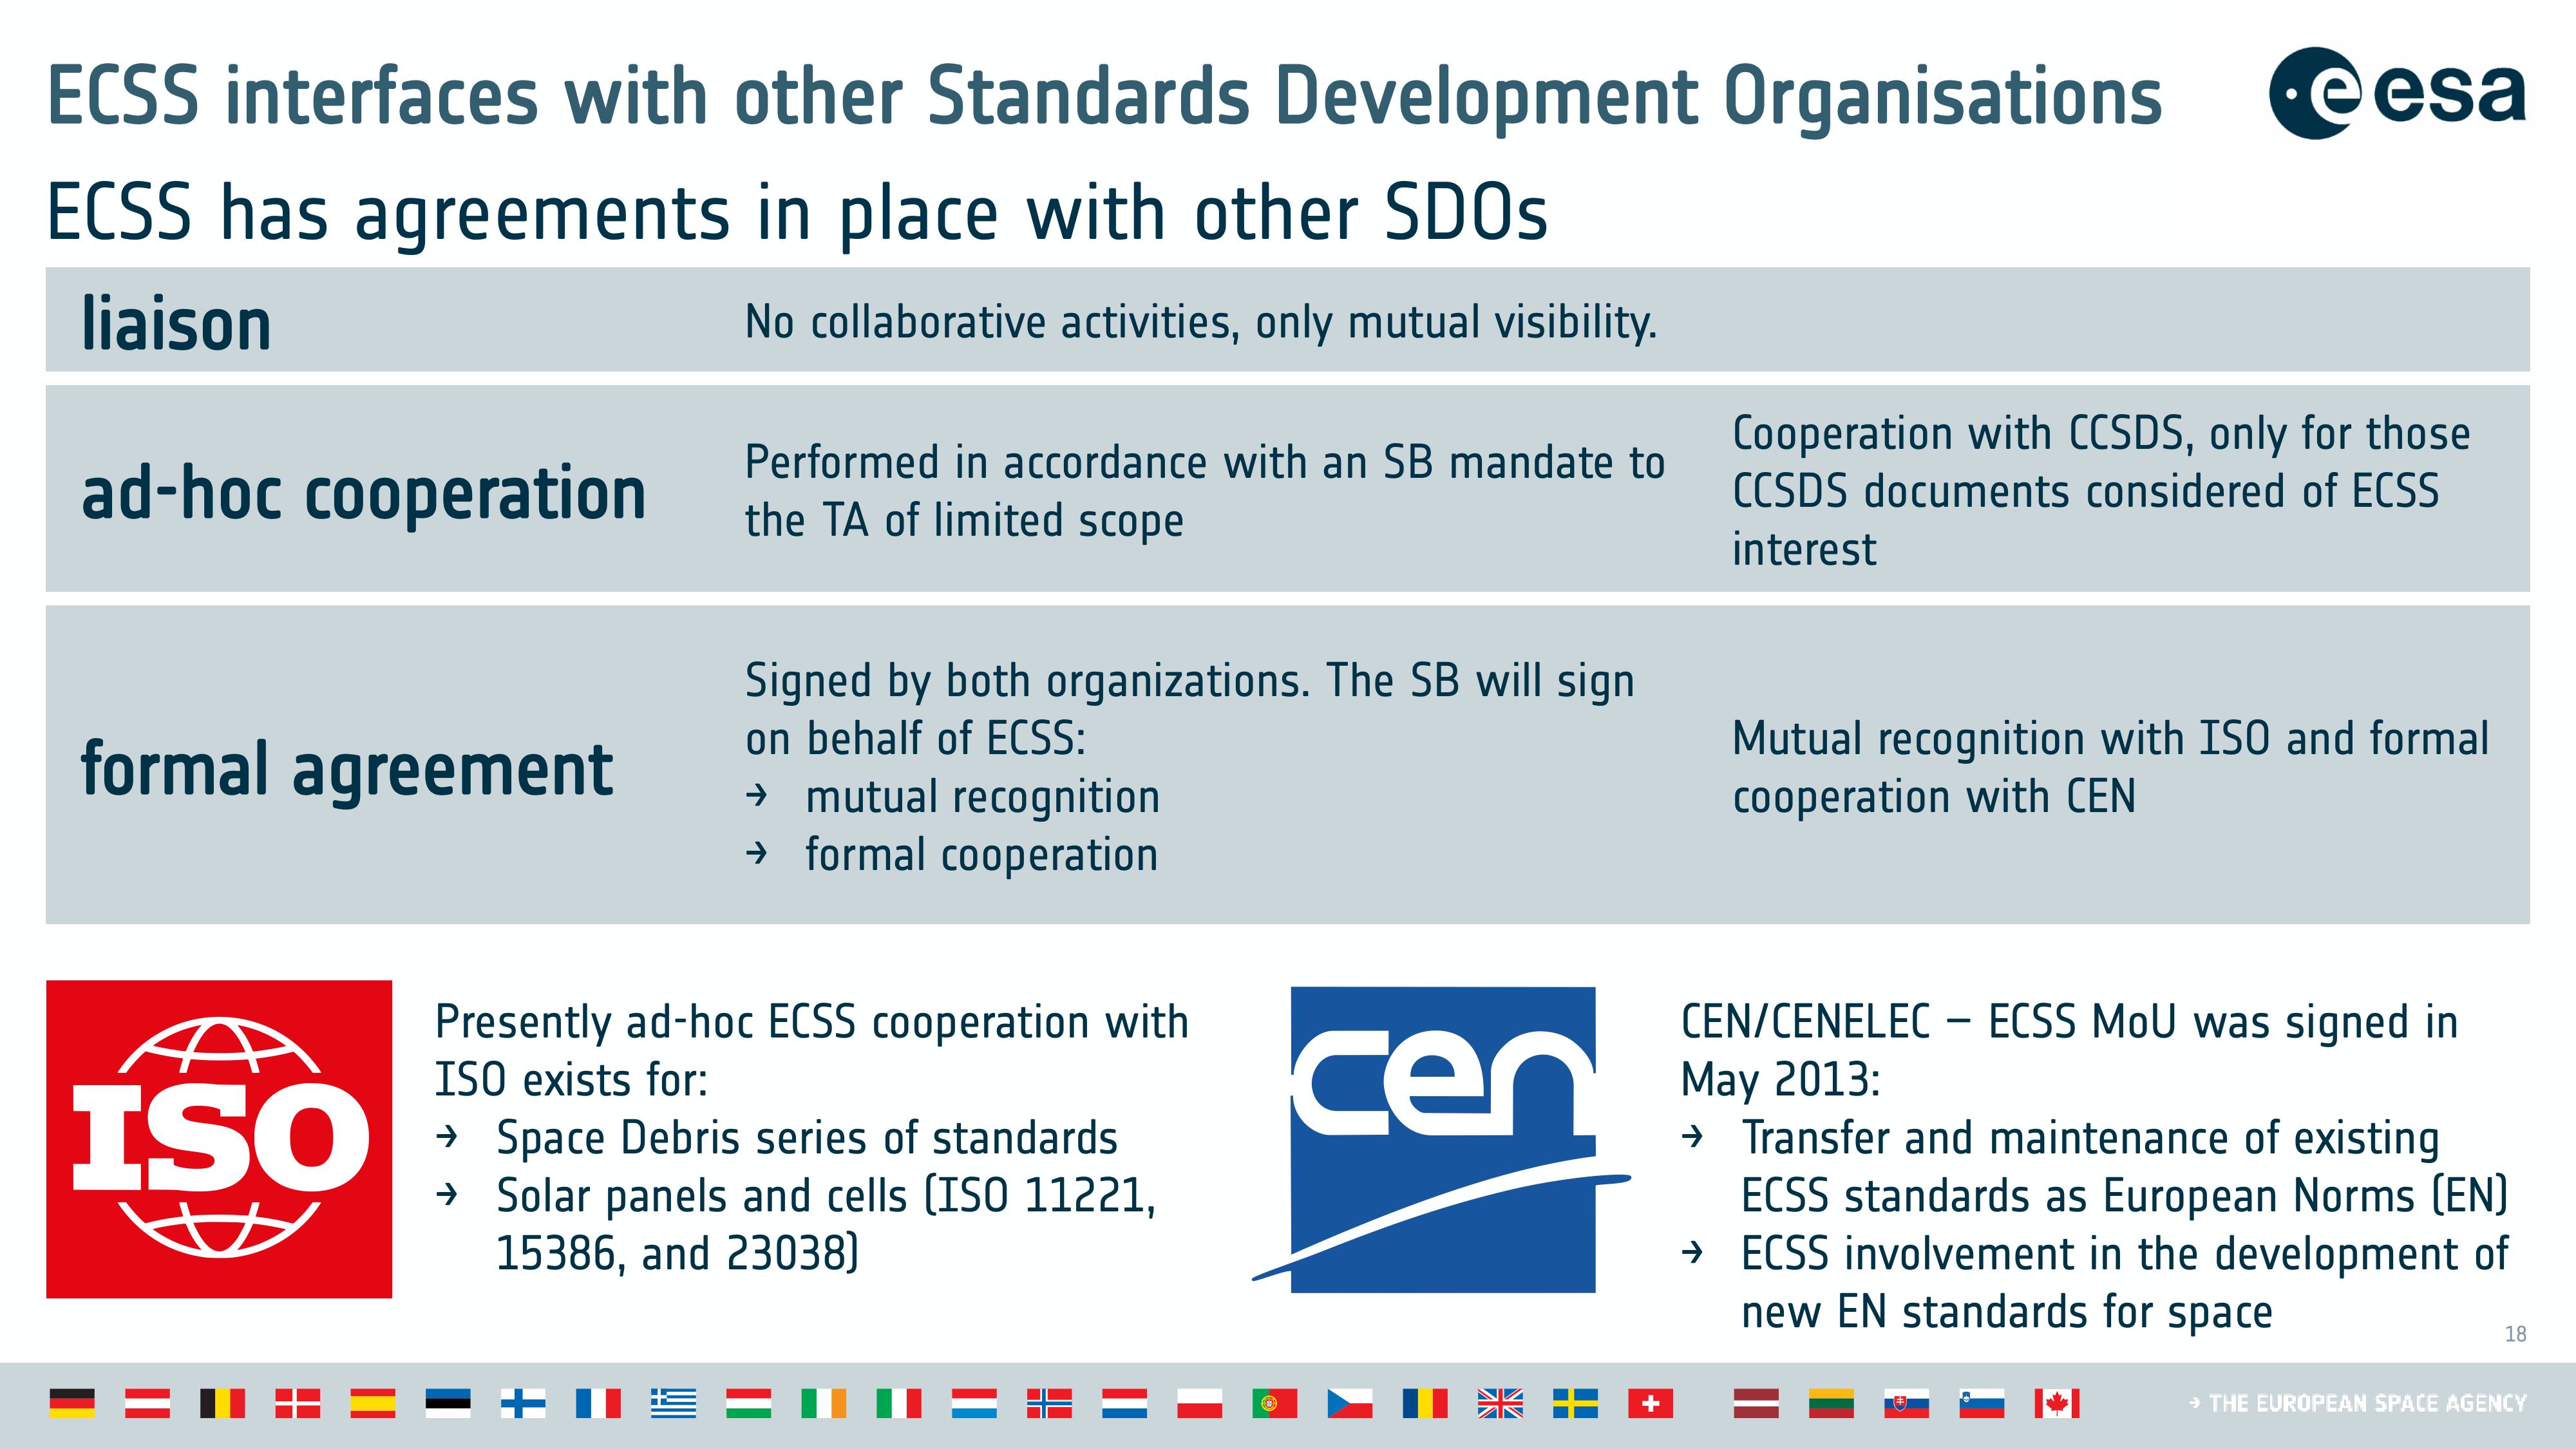 ECSS interfaces with other Standards Development Organisations
esa
ECSS has agreements in place with other SDOs
liaison
No collaborative activities, only mutual visibility.
ad-hoc cooperation
Performed in accordance with an SB mandate to
the TA of limited scope
Cooperation with CCSDS, only for those
CCSDS documents considered of ECSS
interest
formal agreement
Signed by both organizations. The SB will sign
on behalf of ECSS:
→ mutual recognition
→ formal cooperation
Mutual recognition with ISO and formal
cooperation with CEN
ISO
Presently ad-hoc ECSS cooperation with
ISO exists for:
→ Space Debris series of standards
→ Solar panels and cells (ISO 11221,
15386, and 23038)
cen
CEN/CENELEC – ECSS MoU was signed in
May 2013:
→ Transfer and maintenance of existing
ECSS standards as European Norms (EN)
→ ECSS involvement in the development of
new EN standards for space
18
→ THE EUROPEAN SPACE AGENCY